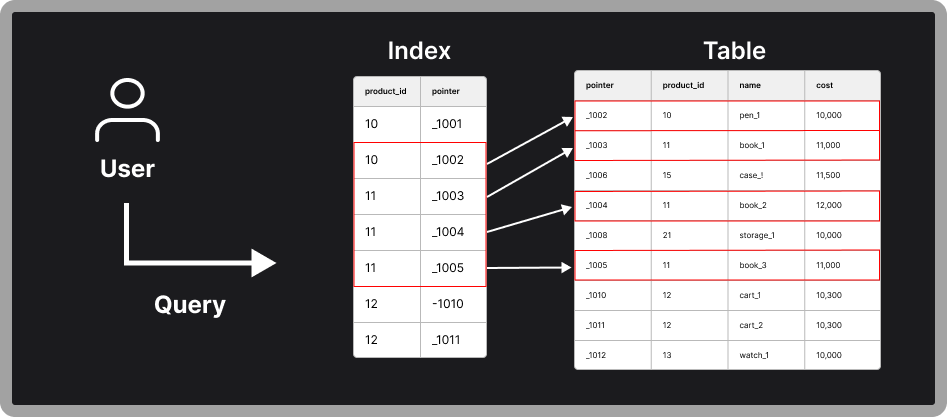 User
Query
Index
product_id pointer
10 _1001
10 _1002
11 _1003
11 _1004
11 _1005
12 -1010
12 _1011
Table
pointer product_id name cost
_1002 10 pen_1 10,000
_1003 11 book_1 11,000
_1006 15 case_! 11,500
_1004 11 book_2 12,000
_1008 21 storage_1 10,000
_1005 11 book_3 11,000
_1010 12 cart_1 10,300
_1011 12 cart_2 10,300
_1012 13 watch_1 10,000